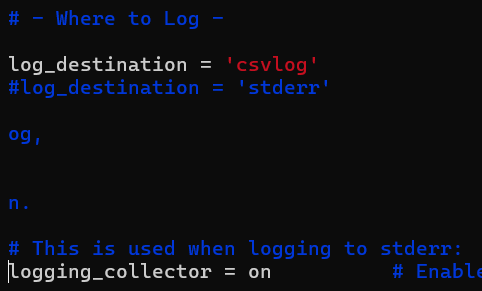 # - Where to Log -
log_destination = 'csvlog'
#log_destination = 'stderr'
og,
n.
# This is used when logging to stderr:
logging_collector = on # Enable